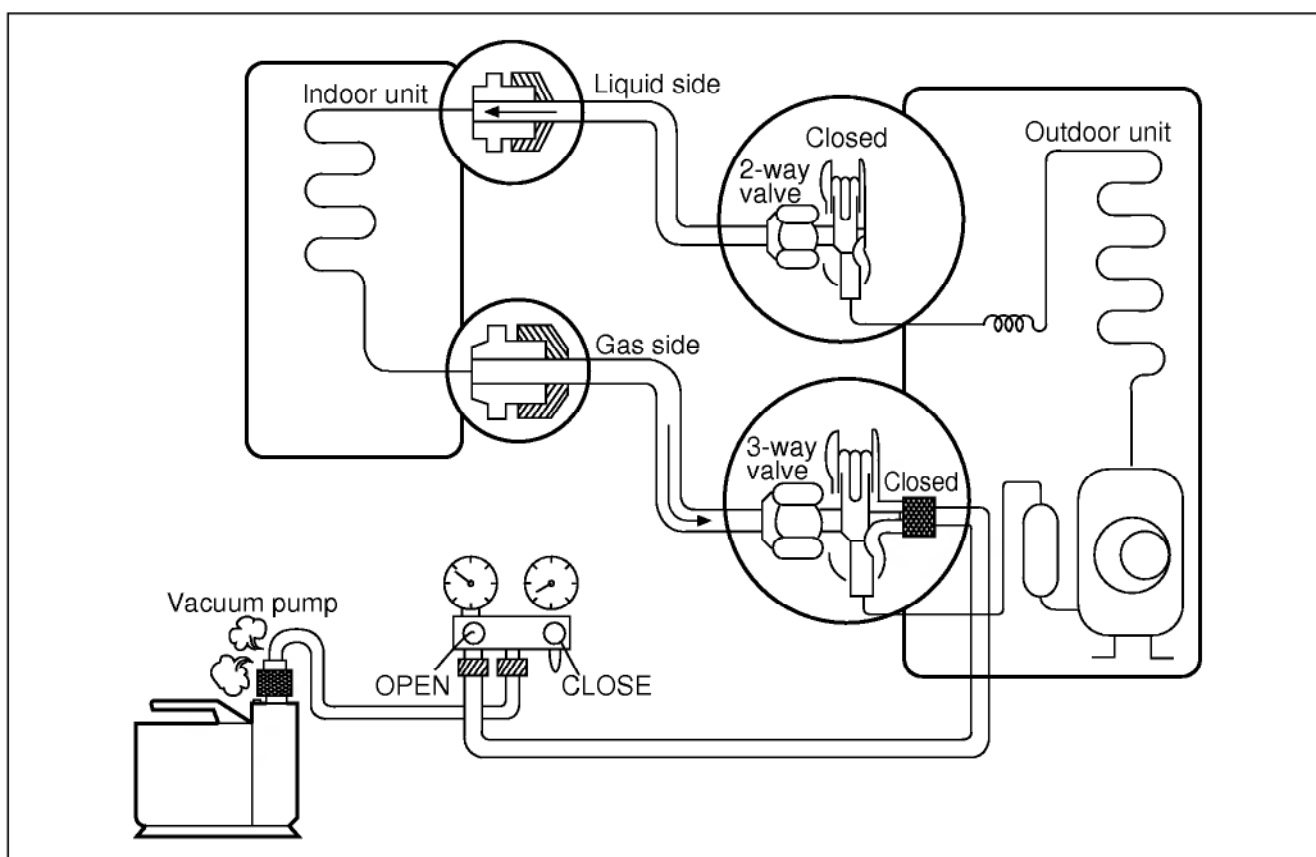 Indoor unit
Liquid side
Closed
2-way
valve
Outdoor unit
Gas side
3-way
valve
Closed
Vacuum pump
OPEN
CLOSE